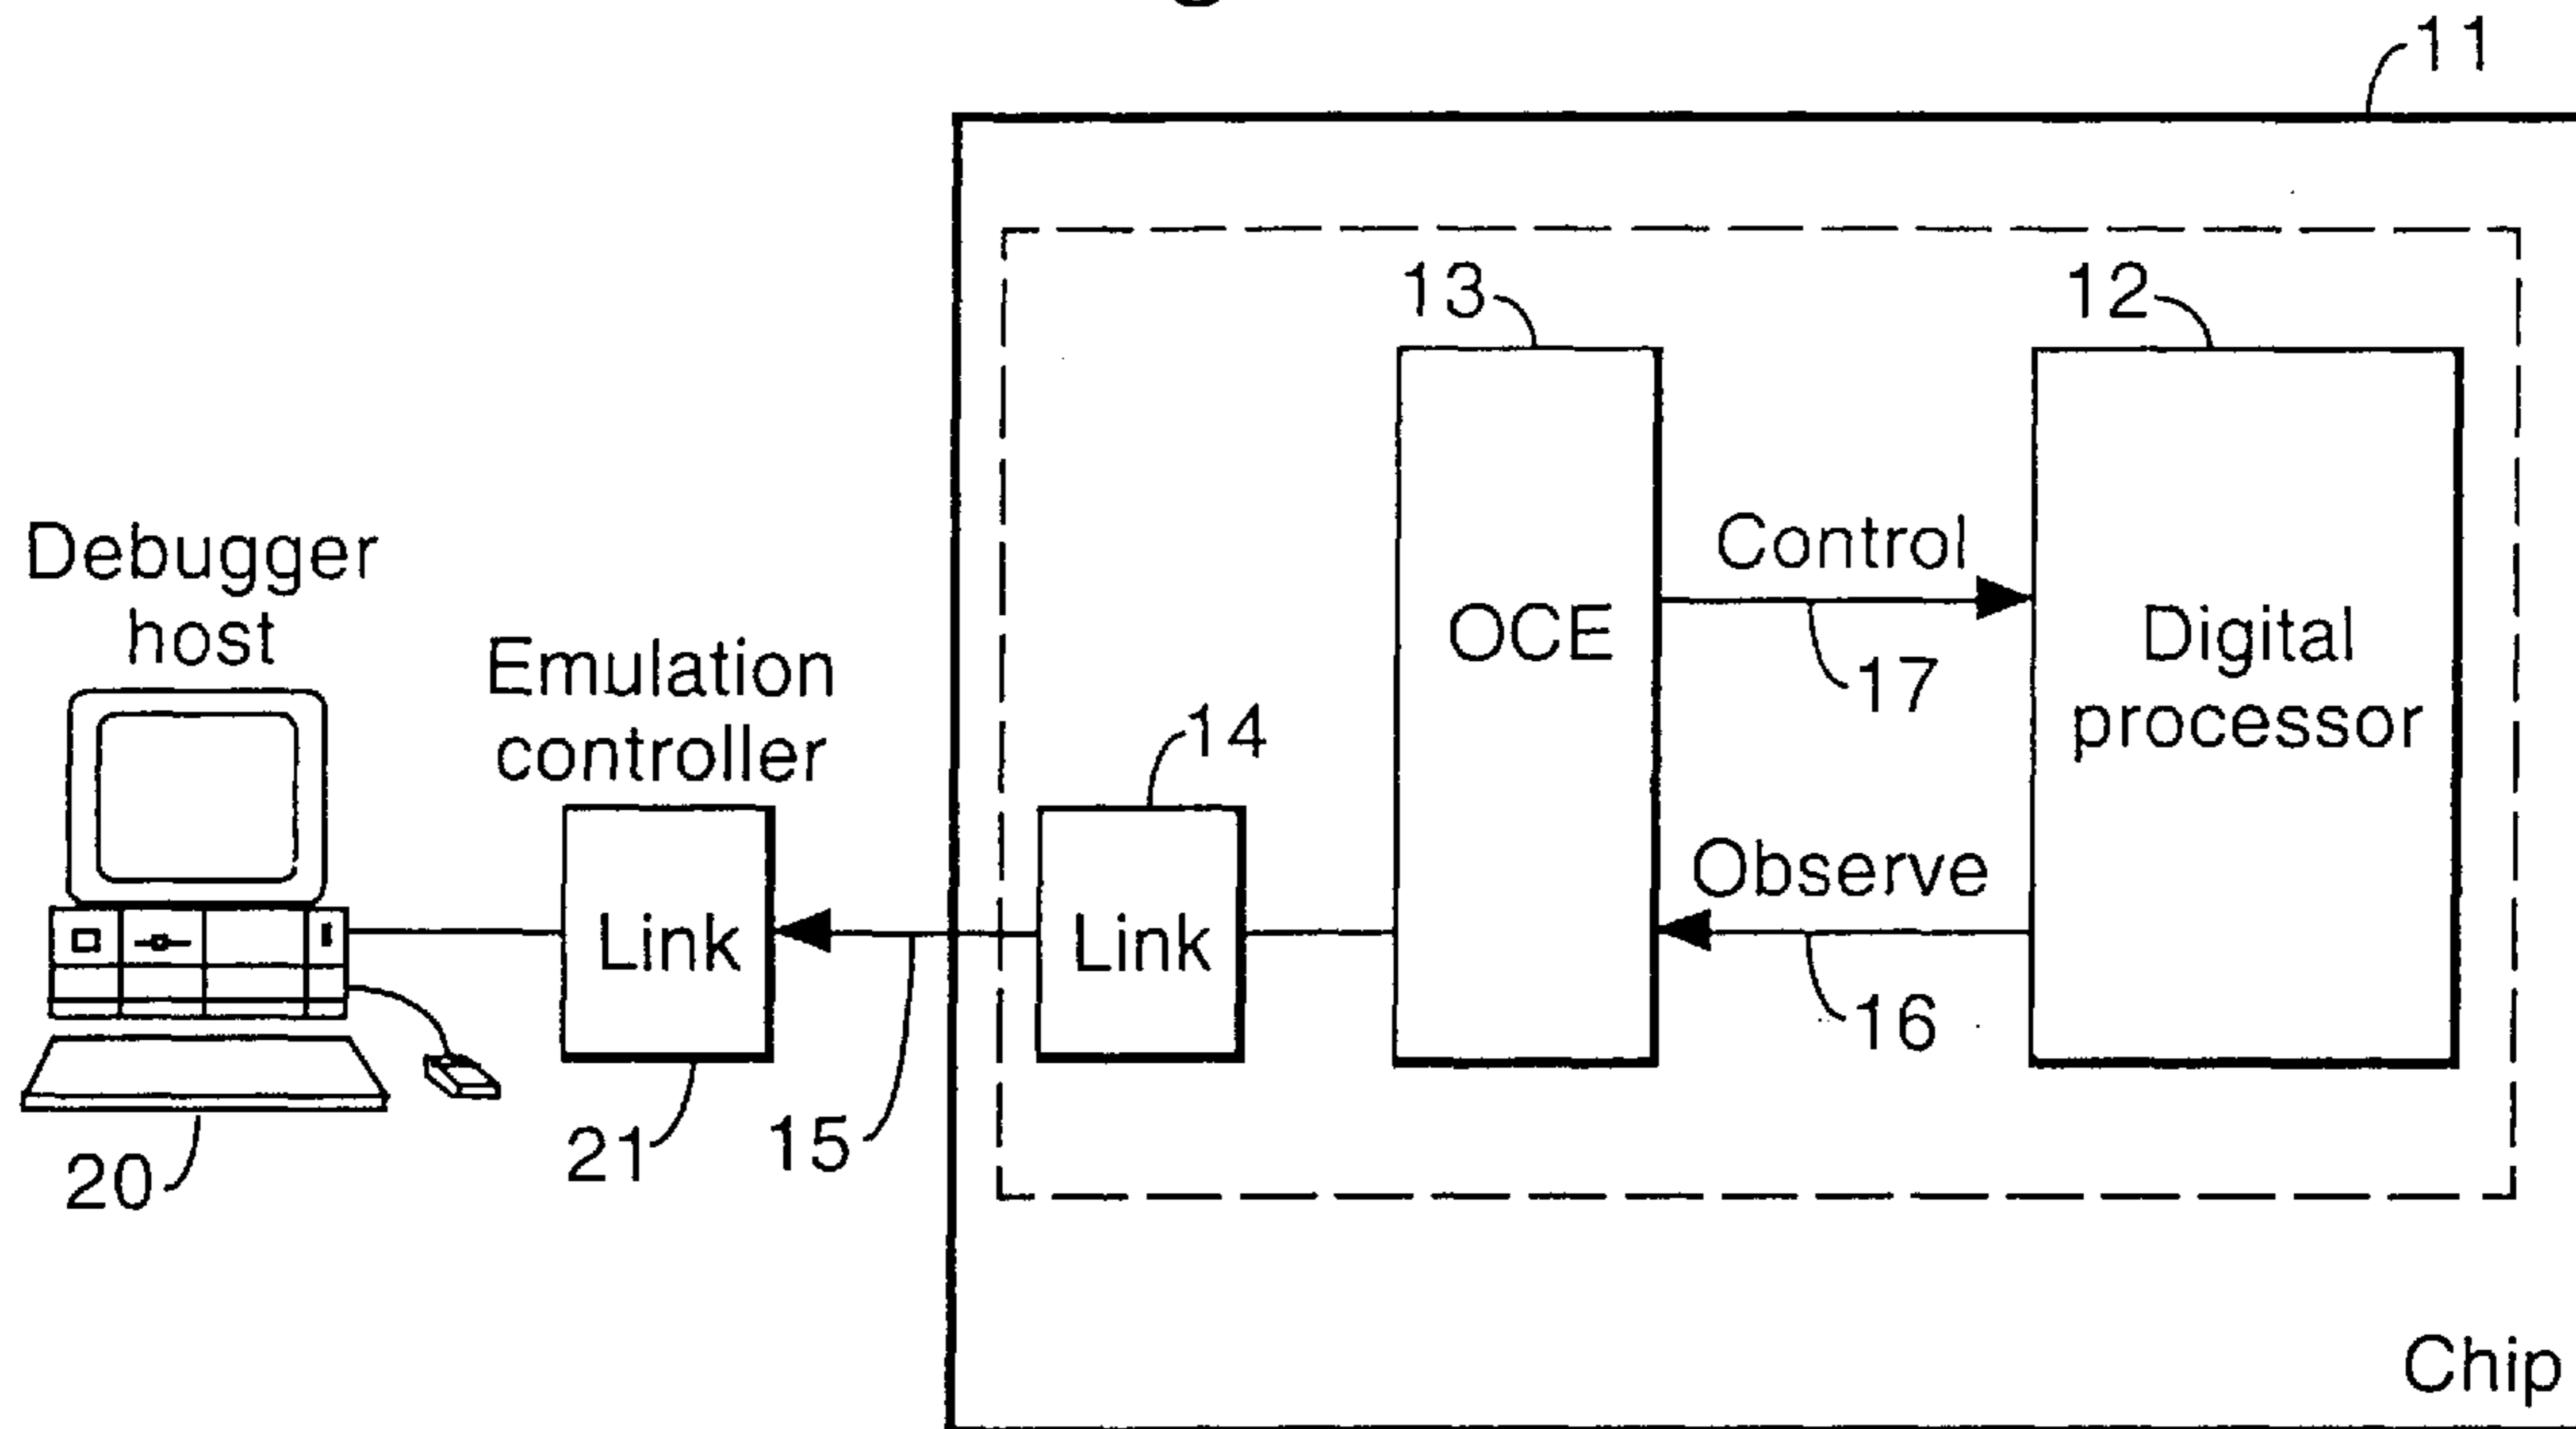 11
13
12
Debugger
host
Control
OCE
Digital
processor
17
Emulation
controller
14
Observe
Link
Link
16
20
21
15
Chip